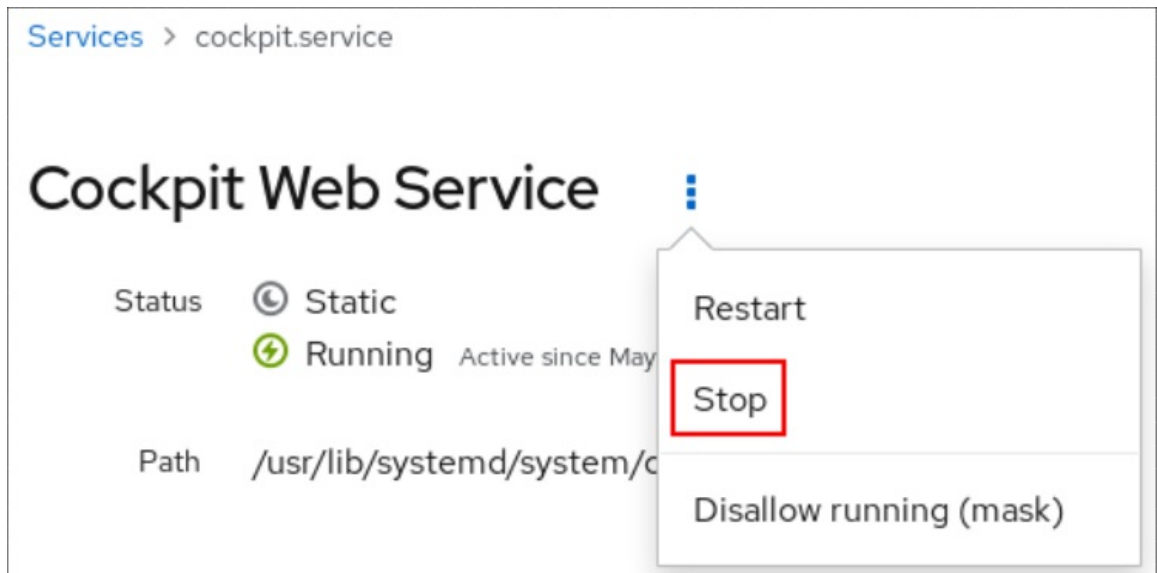 Services > cockpit.service
Cockpit Web Service
Status Static
Running Active since May
Path /usr/lib/systemd/system/c
Restart
Stop
Disallow running (mask)